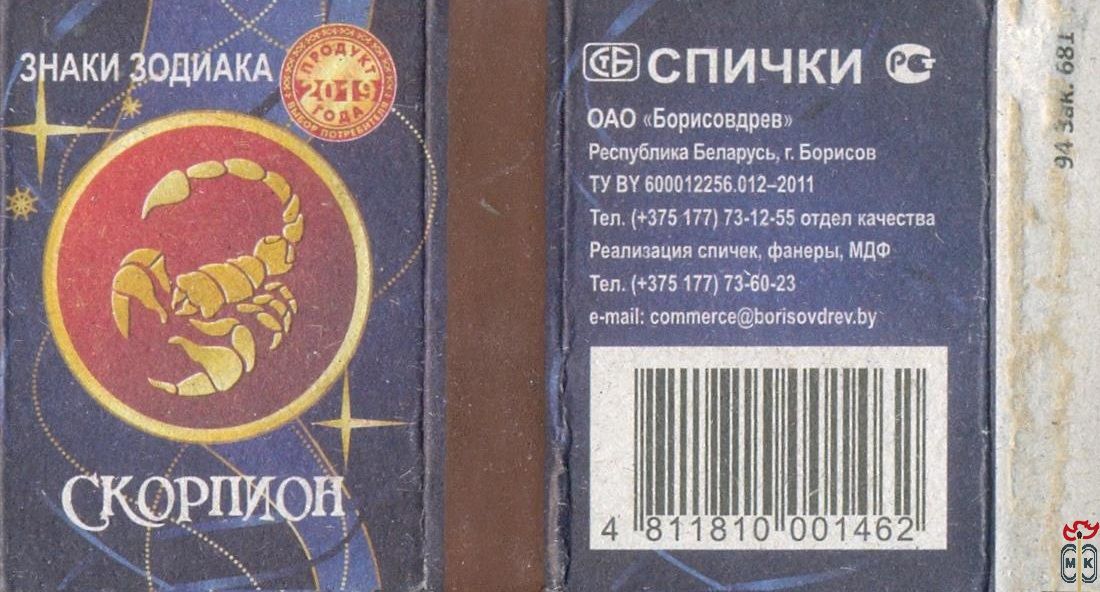 ЗНАКИ ЗОДИАКА
ПРОДУКТ
2019
ГОДА
ВЫБОР ПОТРЕБИТЕЛЯ
СКОРПИОН
СТБ СПИЧКИ РСТ
ОАО «Борисовдрев»
Республика Беларусь, г. Борисов
ТУ BY 600012256.012–2011
Тел. (+375 177) 73-12-55 отдел качества
Реализация спичек, фанеры, МДФ
Тел. (+375 177) 73-60-23
e-mail: commerce@borisovdrev.by
4 811810 001462
94 Зак. 681
МК